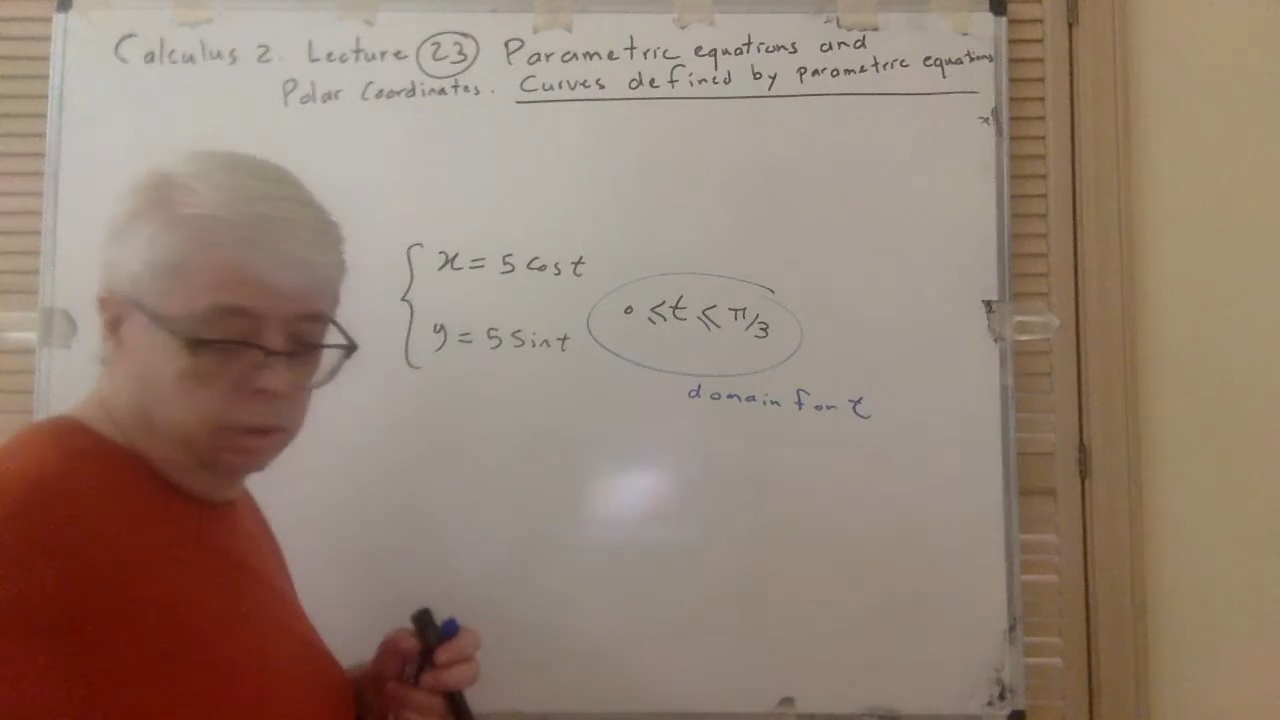 Calculus 2. Lecture 23 Parametric equations and
Polar Coordinates. Curves defined by parametric equations
x = 5 cos t
y = 5 sin t
0 ≤ t ≤ π/3
domain for t